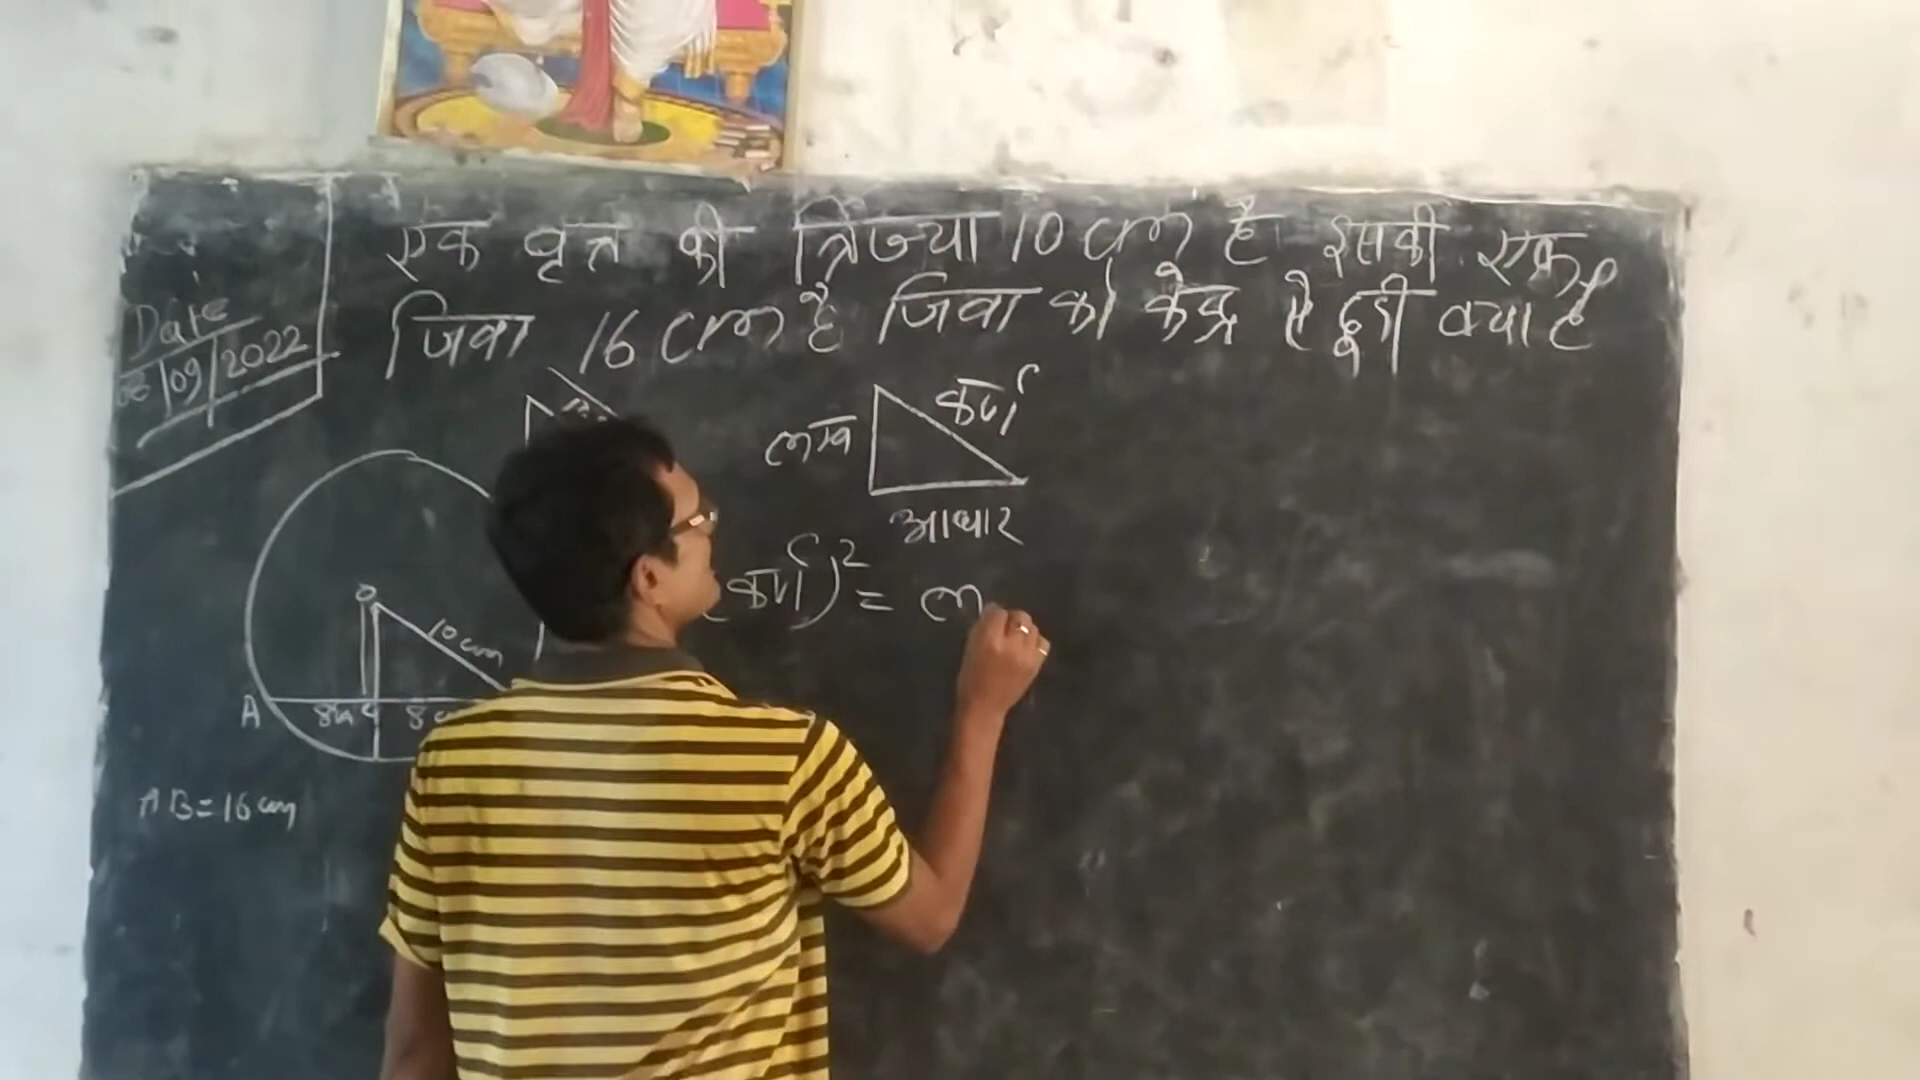 एक वृत्त की त्रिज्या 10 cm है इसकी एक
जिवा 16 cm है जिवा को केन्द्र से दूरी क्या है
Date
09/2022
लम्ब
कर्ण
आधार
(कर्ण)² = ल
O
10 cm
A
8 cm
C
8 c
AB = 16 cm